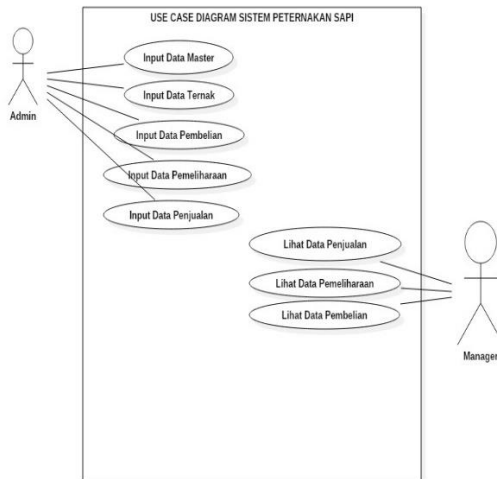 USE CASE DIAGRAM SISTEM PETERNAKAN SAPI
Input Data Master
Input Data Ternak
Admin
Input Data Pembelian
Input Data Pemeliharaan
Input Data Penjualan
Lihat Data Penjualan
Lihat Data Pemeliharaan
Lihat Data Pembelian
Manager